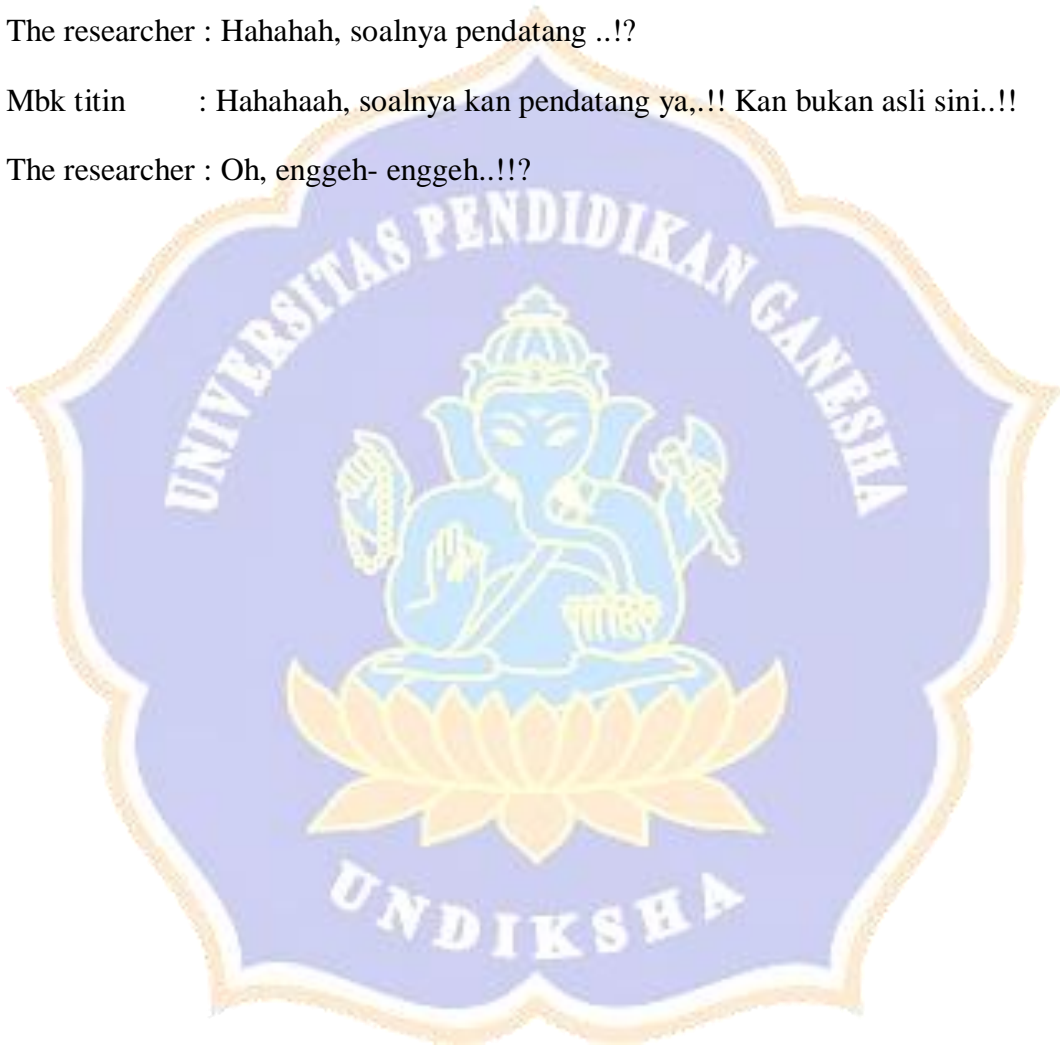 The researcher : Hahahah, soalnya pendatang ..!?
Mbk titin : Hahahaah, soalnya kan pendatang ya,.!! Kan bukan asli sini..!!
The researcher : Oh, enggeh- enggeh..!!?
UNIVERSITAS PENDIDIKAN GANESHA
UNDIKSHA